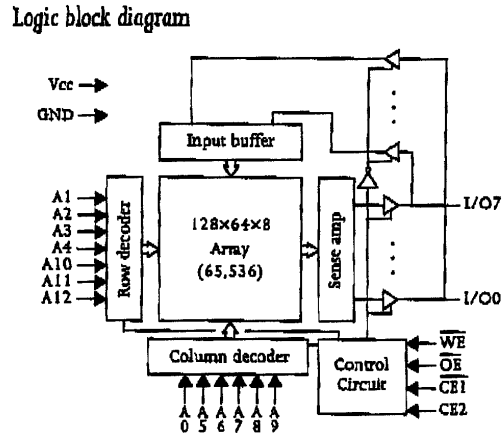 Logic block diagram
Vcc
GND
Input buffer
A1
A2
A3
A4
A10
A11
A12
Row decoder
128×64×8
Array
(65,536)
Sense amp
I/O7
I/O0
Column decoder
Control
Circuit
WE
OE
CE1
CE2
A0
A5
A6
A7
A8
A9